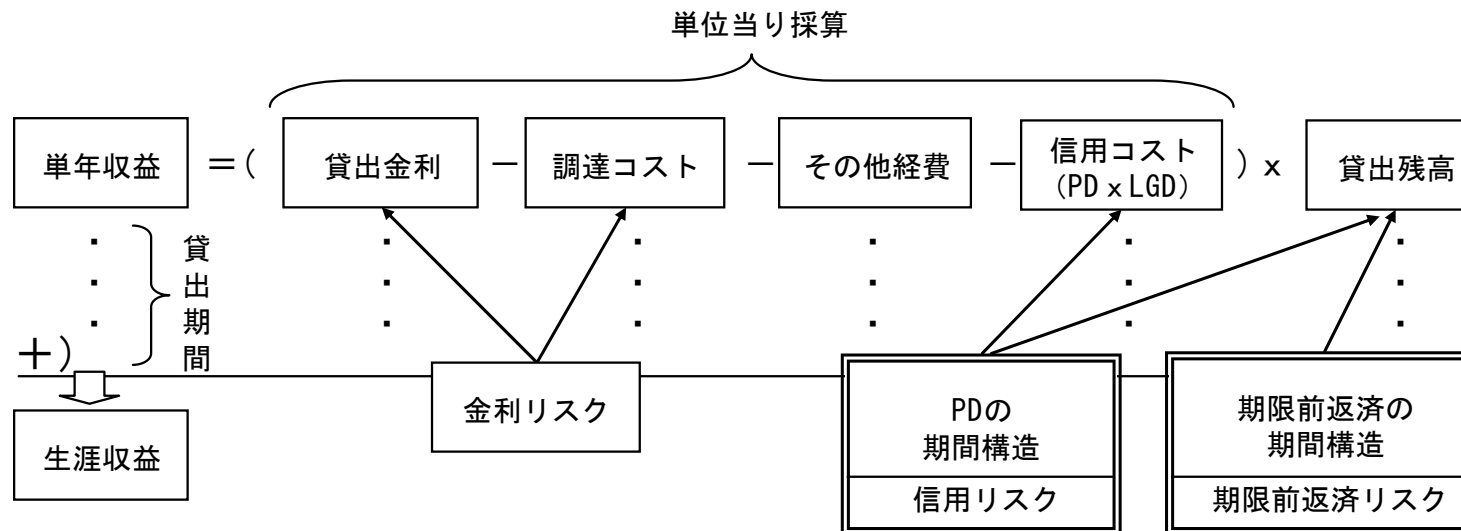 単位当り採算
単年収益 =( 貸出金利 − 調達コスト − その他経費 − 信用コスト (PD x LGD) ) x 貸出残高
貸出期間
+)
金利リスク
PDの
期間構造
信用リスク
期限前返済の
期間構造
期限前返済リスク
生涯収益